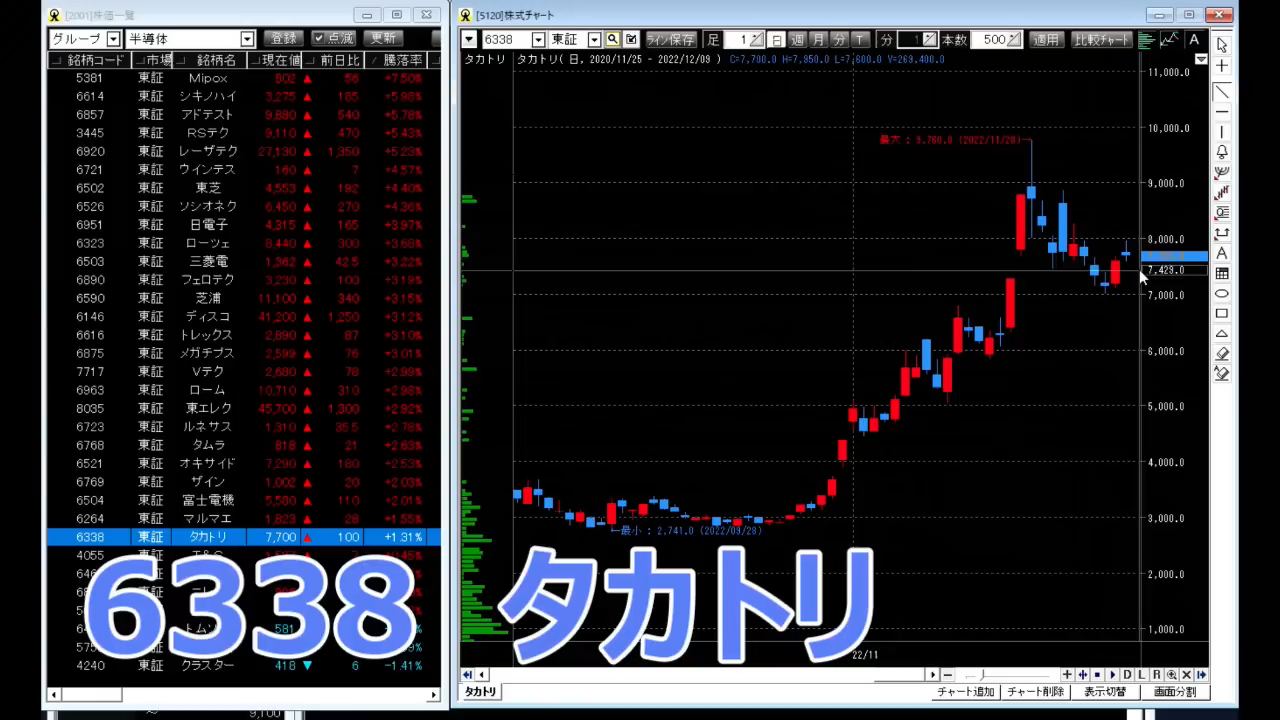 [2001]株価一覧
グループ 半導体 登録 点滅 更新
銘柄コード 市場 銘柄名 現在値 前日比 騰落率
5381 東証 Mipox 802 ▲ 56 +7.50%
6614 東証 シキノハイ 3,275 ▲ 185 +5.98%
6857 東証 アドテスト 9,880 ▲ 540 +5.78%
3445 東証 RSテク 9,110 ▲ 470 +5.43%
6920 東証 レーザテク 27,130 ▲ 1,350 +5.23%
6721 東証 ウインテス 160 ▲ 7 +4.57%
6502 東証 東芝 4,553 ▲ 192 +4.40%
6526 東証 ソシオネク 6,450 ▲ 270 +4.36%
6951 東証 日電子 4,315 ▲ 165 +3.97%
6323 東証 ローツェ 8,440 ▲ 300 +3.68%
6503 東証 三菱電 1,362 ▲ 42.5 +3.22%
6890 東証 フェロテク 3,230 ▲ 100 +3.19%
6590 東証 芝浦 11,100 ▲ 340 +3.15%
6146 東証 ディスコ 41,200 ▲ 1,250 +3.12%
6616 東証 トレックス 2,890 ▲ 87 +3.10%
6875 東証 メガチップス 2,599 ▲ 76 +3.01%
7717 東証 Vテク 2,680 ▲ 78 +2.99%
6963 東証 ローム 10,710 ▲ 310 +2.98%
8035 東証 東エレク 45,700 ▲ 1,300 +2.92%
6723 東証 ルネサス 1,310 ▲ 35.5 +2.78%
6768 東証 タムラ 818 ▲ 21 +2.63%
6521 東証 オキサイド 7,290 ▲ 180 +2.53%
6769 東証 ザイン 1,002 ▲ 20 +2.03%
6504 東証 富士電機 5,580 ▲ 110 +2.01%
6264 東証 マルマエ 1,823 ▲ 28 +1.55%
6338 東証 タカトリ 7,700 ▲ 100 +1.31%
4055 東証
581
4240 東証 クラスター 418 ▼ 6 -1.41%
6338 タカトリ
[5120]株式チャート
6338 東証 ライン保存 足 1 日 週 月 分 T 分 1 本数 500 適用 比較チャート A
タカトリ タカトリ( 日, 2020/11/25 - 2022/12/09 ) C=7,700.0 H=7,950.0 L=7,600.0 V=269,400.0
11,000.0
最大 : 9,760.0 (2022/11/28)
10,000.0
9,000.0
8,000.0
7,429.0
7,000.0
6,000.0
5,000.0
4,000.0
3,000.0
←最小 : 2,741.0 (2022/09/28)
2,000.0
1,000.0
22/11
D L R
タカトリ チャート追加 チャート削除 表示切替 画面分割
9,100